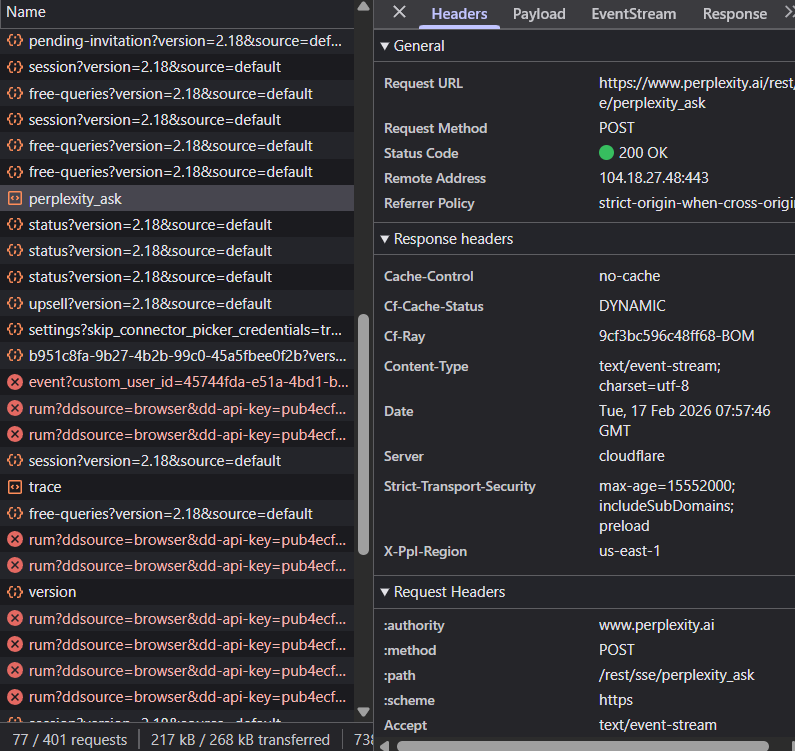 Name
pending-invitation?version=2.18&source=def...
session?version=2.18&source=default
free-queries?version=2.18&source=default
session?version=2.18&source=default
free-queries?version=2.18&source=default
free-queries?version=2.18&source=default
perplexity_ask
status?version=2.18&source=default
status?version=2.18&source=default
status?version=2.18&source=default
upsell?version=2.18&source=default
settings?skip_connector_picker_credentials=tr...
b951c8fa-9b27-4b2b-99c0-45a5fbee0f2b?vers...
event?custom_user_id=45744fda-e51a-4bd1-b...
rum?ddsource=browser&dd-api-key=pub4ecf...
rum?ddsource=browser&dd-api-key=pub4ecf...
session?version=2.18&source=default
trace
free-queries?version=2.18&source=default
rum?ddsource=browser&dd-api-key=pub4ecf...
rum?ddsource=browser&dd-api-key=pub4ecf...
version
rum?ddsource=browser&dd-api-key=pub4ecf...
rum?ddsource=browser&dd-api-key=pub4ecf...
rum?ddsource=browser&dd-api-key=pub4ecf...
rum?ddsource=browser&dd-api-key=pub4ecf...
session?version=2.18&source=default
77 / 401 requests 217 kB / 268 kB transferred 738
Headers Payload EventStream Response
General
Request URL https://www.perplexity.ai/rest/
e/perplexity_ask
Request Method POST
Status Code 200 OK
Remote Address 104.18.27.48:443
Referrer Policy strict-origin-when-cross-origi
Response headers
Cache-Control no-cache
Cf-Cache-Status DYNAMIC
Cf-Ray 9cf3bc596c48ff68-BOM
Content-Type text/event-stream;
charset=utf-8
Date Tue, 17 Feb 2026 07:57:46
GMT
Server cloudflare
Strict-Transport-Security max-age=15552000;
includeSubDomains;
preload
X-Ppl-Region us-east-1
Request Headers
:authority www.perplexity.ai
:method POST
:path /rest/sse/perplexity_ask
:scheme https
Accept text/event-stream